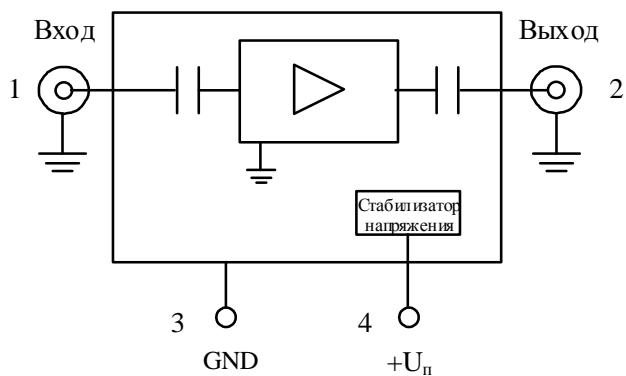 Вход
Выход
1
2
Стабилизатор
напряжения
3
4
GND
+Uп